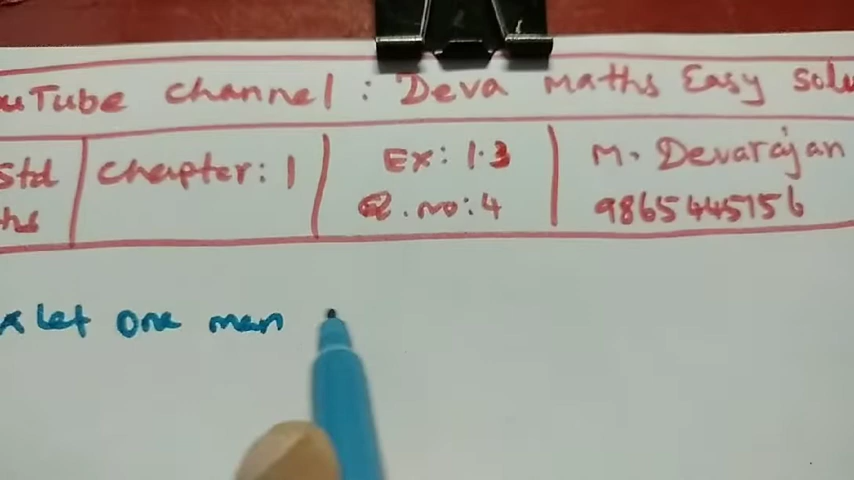 ouTube channel : Deva maths Easy solu
std chapter: 1 Ex: 1.3 M. Devarajan
ths Q. no: 4 9865445156
let one man